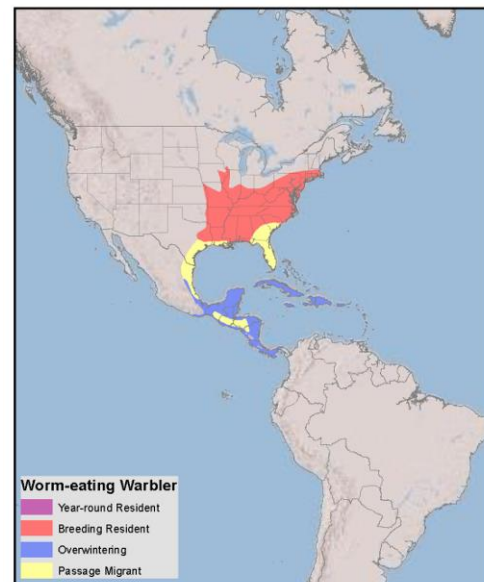 Worm-eating Warbler
Year-round Resident
Breeding Resident
Overwintering
Passage Migrant